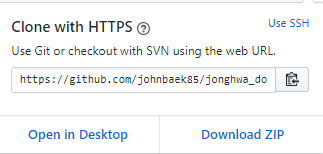 Clone with HTTPS
Use SSH
Use Git or checkout with SVN using the web URL.
https://github.com/johnbaek85/jonghwa_do
Open in Desktop
Download ZIP